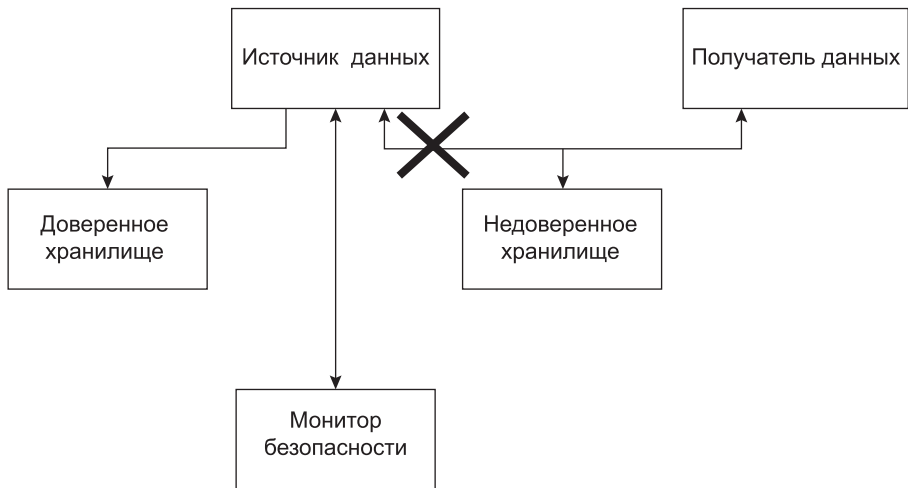 Источник данных
Получатель данных
Доверенное
хранилище
Недоверенное
хранилище
Монитор
безопасности